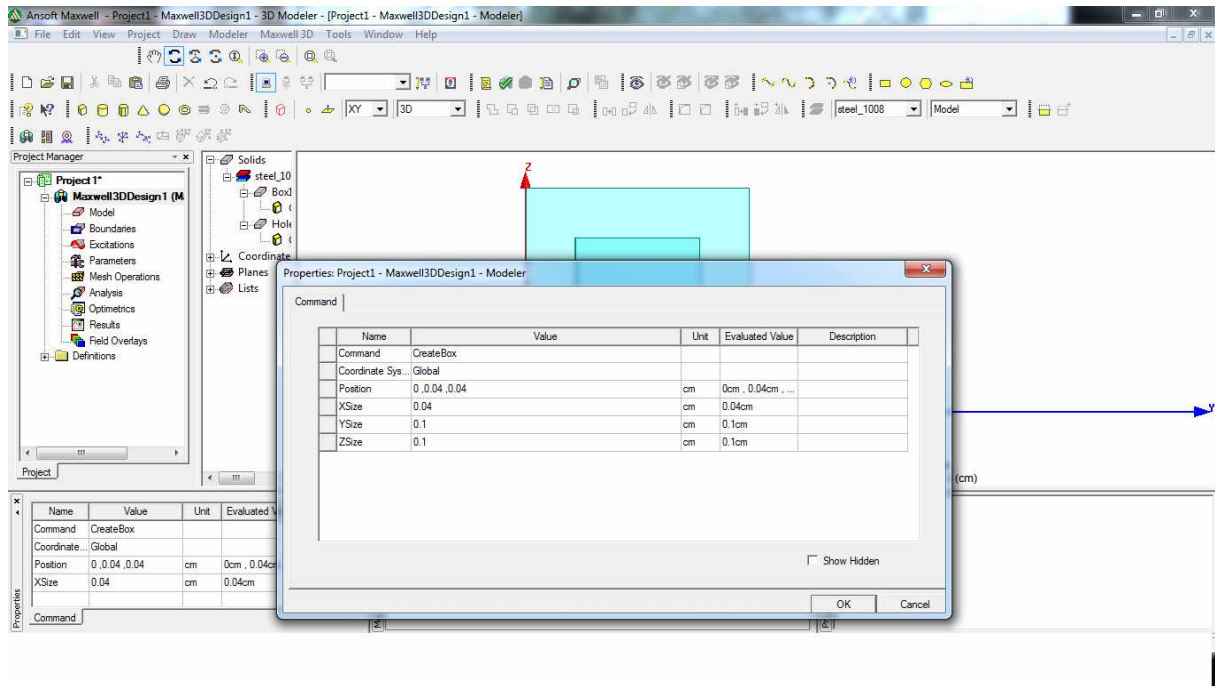 Ansoft Maxwell - Project1 - Maxwell3DDesign1 - 3D Modeler - [Project1 - Maxwell3DDesign1 - Modeler]
File Edit View Project Draw Modeler Maxwell 3D Tools Window Help
XY 3D steel_1008 Model
Project Manager
Project1*
Maxwell3DDesign1 (M
Model
Boundaries
Excitations
Parameters
Mesh Operations
Analysis
Optimetrics
Results
Field Overlays
Definitions
Project
Solids
steel_10
Box1
Hole
Coordinate
Planes
Lists
Z
Y
(cm)
Properties: Project1 - Maxwell3DDesign1 - Modeler
Command
Name Value Unit Evaluated Value Description
Command CreateBox
Coordinate Sys... Global
Position 0 ,0.04 ,0.04 cm 0cm , 0.04cm , ...
XSize 0.04 cm 0.04cm
YSize 0.1 cm 0.1cm
ZSize 0.1 cm 0.1cm
Show Hidden
OK Cancel
Name Value Unit Evaluated V
Command CreateBox
Coordinate... Global
Position 0 ,0.04 ,0.04 cm 0cm , 0.04cm
XSize 0.04 cm 0.04cm
Command
Properties